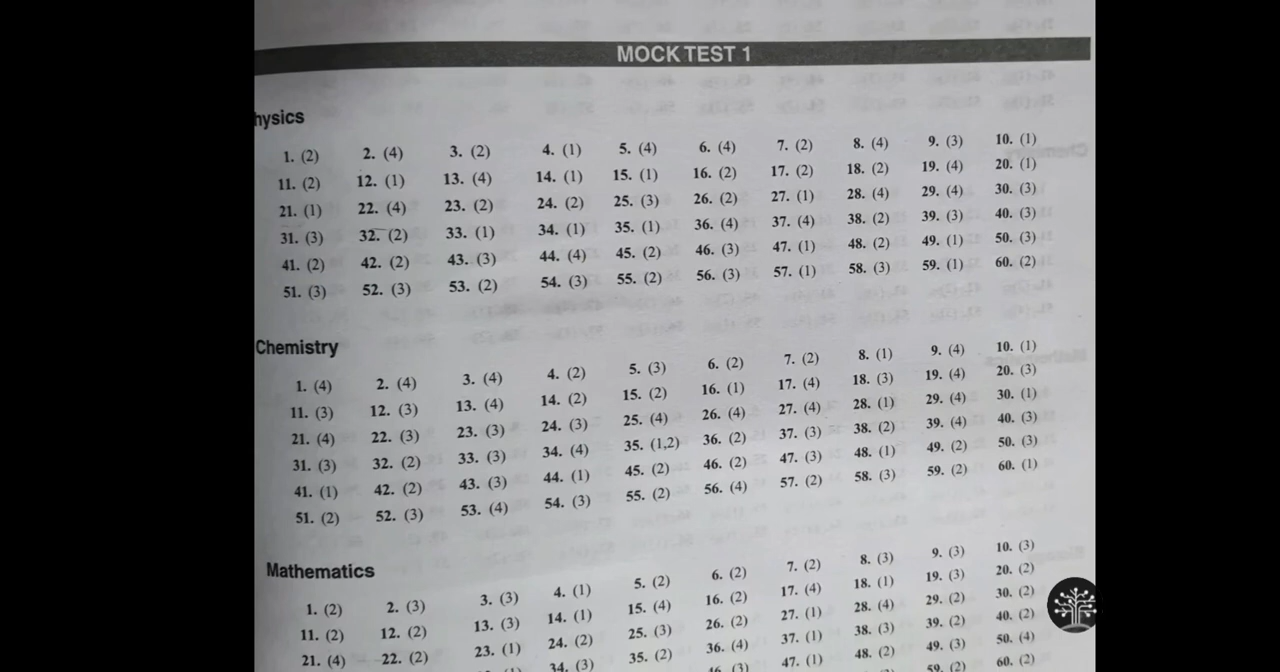 MOCK TEST 1
hysics
1. (2) 2. (4) 3. (2) 4. (1) 5. (4) 6. (4) 7. (2) 8. (4) 9. (3) 10. (1)
11. (2) 12. (1) 13. (4) 14. (1) 15. (1) 16. (2) 17. (2) 18. (2) 19. (4) 20. (1)
21. (1) 22. (4) 23. (2) 24. (2) 25. (3) 26. (2) 27. (1) 28. (4) 29. (4) 30. (3)
31. (3) 32. (2) 33. (1) 34. (1) 35. (1) 36. (4) 37. (4) 38. (2) 39. (3) 40. (3)
41. (2) 42. (2) 43. (3) 44. (4) 45. (2) 46. (3) 47. (1) 48. (2) 49. (1) 50. (3)
51. (3) 52. (3) 53. (2) 54. (3) 55. (2) 56. (3) 57. (1) 58. (3) 59. (1) 60. (2)
Chemistry
1. (4) 2. (4) 3. (4) 4. (2) 5. (3) 6. (2) 7. (2) 8. (1) 9. (4) 10. (1)
11. (3) 12. (3) 13. (4) 14. (2) 15. (2) 16. (1) 17. (4) 18. (3) 19. (4) 20. (3)
21. (4) 22. (3) 23. (3) 24. (3) 25. (4) 26. (4) 27. (4) 28. (1) 29. (4) 30. (1)
31. (3) 32. (2) 33. (3) 34. (4) 35. (1,2) 36. (2) 37. (3) 38. (2) 39. (4) 40. (3)
41. (1) 42. (2) 43. (3) 44. (1) 45. (2) 46. (2) 47. (3) 48. (1) 49. (2) 50. (3)
51. (2) 52. (3) 53. (4) 54. (3) 55. (2) 56. (4) 57. (2) 58. (3) 59. (2) 60. (1)
Mathematics
1. (2) 2. (3) 3. (3) 4. (1) 5. (2) 6. (2) 7. (2) 8. (3) 9. (3) 10. (3)
11. (2) 12. (2) 13. (3) 14. (1) 15. (4) 16. (2) 17. (4) 18. (1) 19. (3) 20. (2)
21. (4) 22. (2) 23. (1) 24. (2) 25. (3) 26. (2) 27. (1) 28. (4) 29. (2) 30. (2)
34. (3) 35. (2) 36. (4) 37. (1) 38. (3) 39. (2) 40. (2)
46. (3) 47. (1) 48. (2) 49. (3) 50. (4)
59. (2) 60. (2)